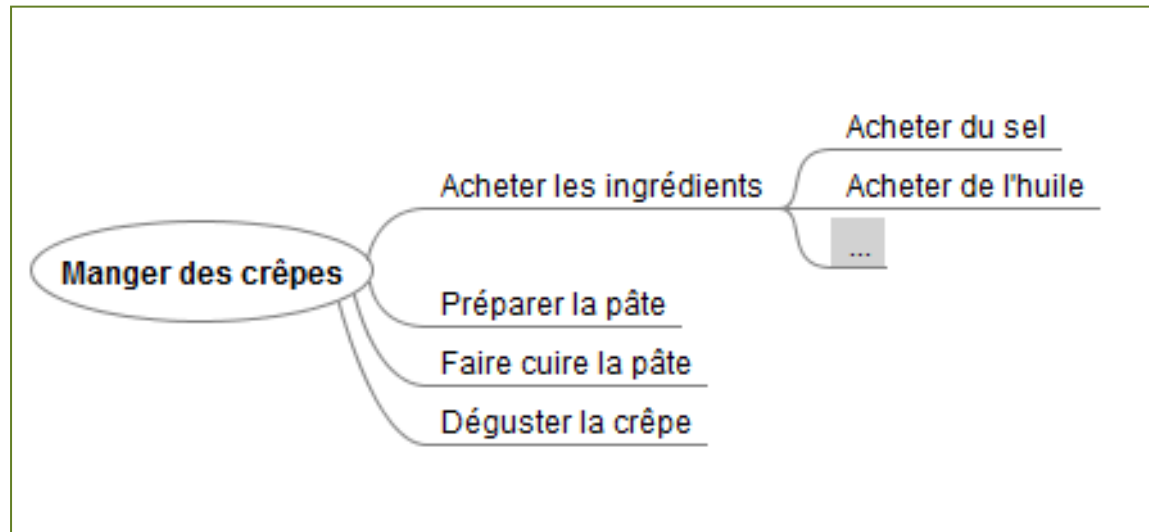 Manger des crêpes
Acheter les ingrédients
Acheter du sel
Acheter de l'huile
...
Préparer la pâte
Faire cuire la pâte
Déguster la crêpe